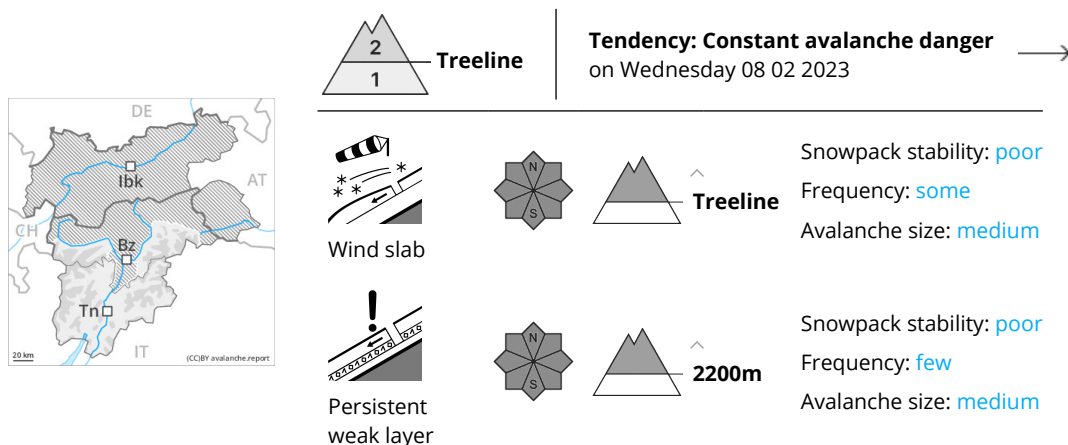 2
1
Treeline
Tendency: Constant avalanche danger
on Wednesday 08 02 2023
DE
AT
CH
IT
Ibk
Bz
Tn
20 km
(CC)BY avalanche.report
Wind slab
N
S
Treeline
Snowpack stability: poor
Frequency: some
Avalanche size: medium
Persistent
weak layer
N
S
2200m
Snowpack stability: poor
Frequency: few
Avalanche size: medium